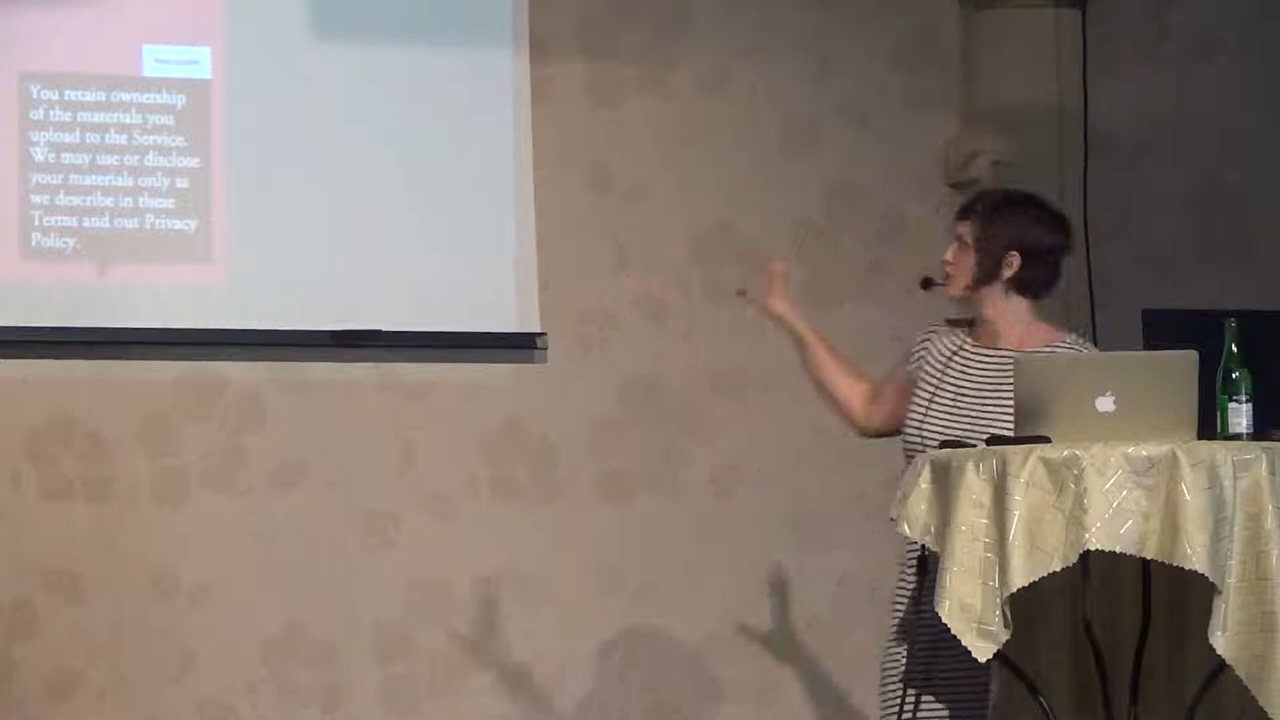 You retain ownership
of the materials you
upload to the Service.
We may use or disclose
your materials only as
we describe in these
Terms and our Privacy
Policy.